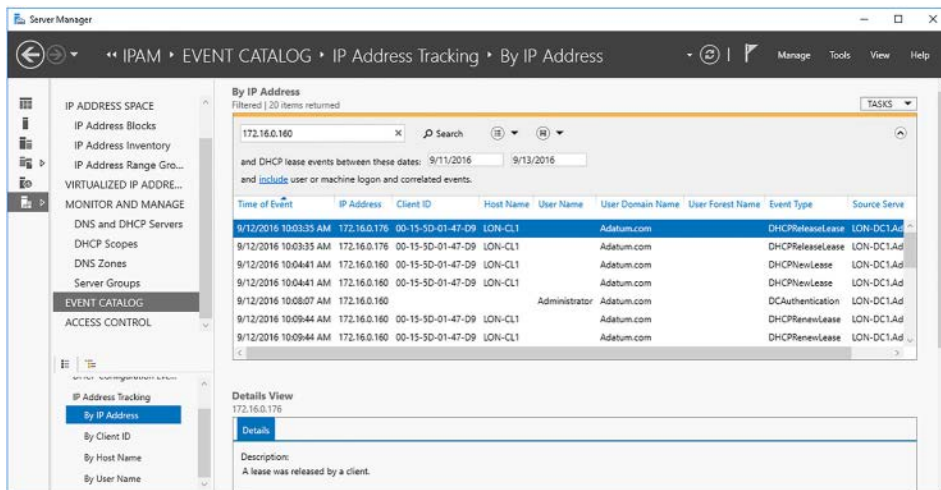 Server Manager
IPAM EVENT CATALOG IP Address Tracking By IP Address
Manage Tools View Help
IP ADDRESS SPACE
IP Address Blocks
IP Address Inventory
IP Address Range Gro...
VIRTUALIZED IP ADDRE...
MONITOR AND MANAGE
DNS and DHCP Servers
DHCP Scopes
DNS Zones
Server Groups
EVENT CATALOG
ACCESS CONTROL
IP Address Tracking
By IP Address
By Client ID
By Host Name
By User Name
By IP Address
Filtered | 20 items returned
TASKS
172.16.0.160 × Search
and DHCP lease events between these dates: 9/11/2016 9/13/2016
and include user or machine logon and correlated events.
Time of Event IP Address Client ID Host Name User Name User Domain Name User Forest Name Event Type Source Serve
9/12/2016 10:03:35 AM 172.16.0.176 00-15-5D-01-47-D9 LON-CL1 Adatum.com DHCPReleaseLease LON-DC1.Ad
9/12/2016 10:03:35 AM 172.16.0.176 00-15-5D-01-47-D9 LON-CL1 Adatum.com DHCPReleaseLease LON-DC1.Ad
9/12/2016 10:04:41 AM 172.16.0.160 00-15-5D-01-47-D9 LON-CL1 Adatum.com DHCPNewLease LON-DC1.Ad
9/12/2016 10:04:41 AM 172.16.0.160 00-15-5D-01-47-D9 LON-CL1 Adatum.com DHCPNewLease LON-DC1.Ad
9/12/2016 10:08:07 AM 172.16.0.160 Administrator Adatum.com DCAuthentication LON-DC1.Ad
9/12/2016 10:09:44 AM 172.16.0.160 00-15-5D-01-47-D9 LON-CL1 Adatum.com DHCPRenewLease LON-DC1.Ad
9/12/2016 10:09:44 AM 172.16.0.160 00-15-5D-01-47-D9 LON-CL1 Adatum.com DHCPRenewLease LON-DC1.Ad
Details View
172.16.0.176
Details
Description:
A lease was released by a client.